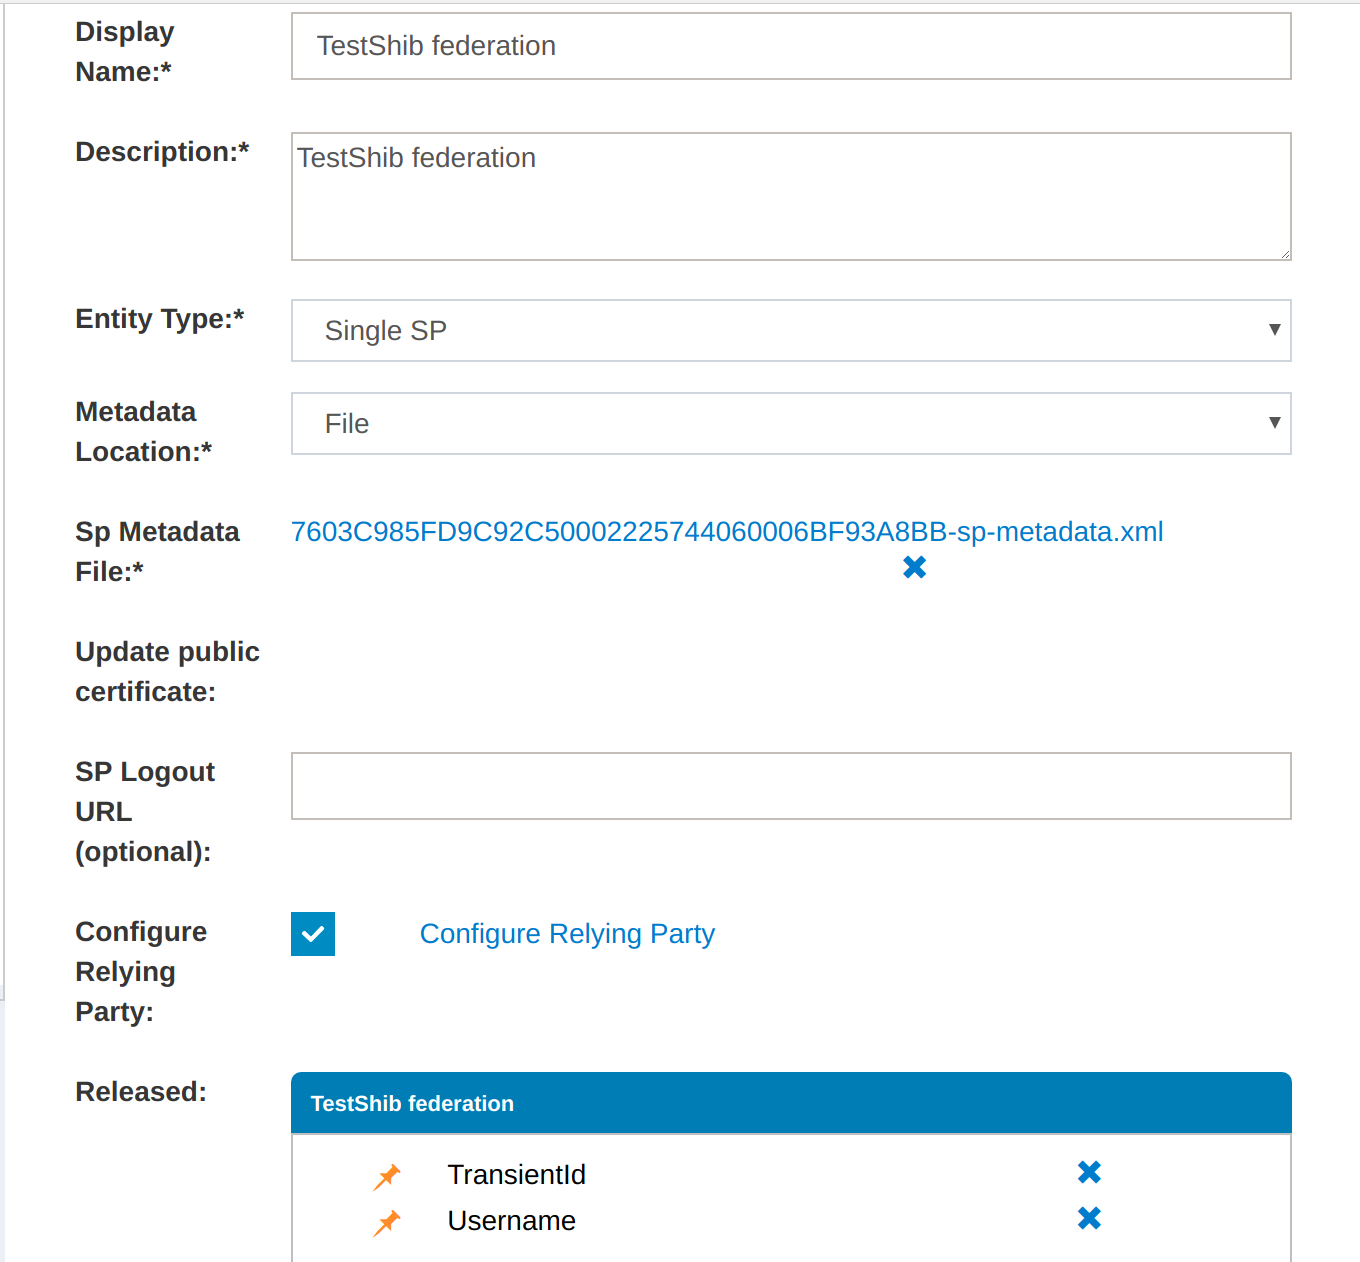 Display
Name:*
TestShib federation
Description:*
TestShib federation
Entity Type:*
Single SP
Metadata
Location:*
File
Sp Metadata
File:*
7603C985FD9C92C50002225744060006BF93A8BB-sp-metadata.xml
Update public
certificate:
SP Logout
URL
(optional):
Configure
Relying
Party:
Configure Relying Party
Released:
TestShib federation
TransientId
Username